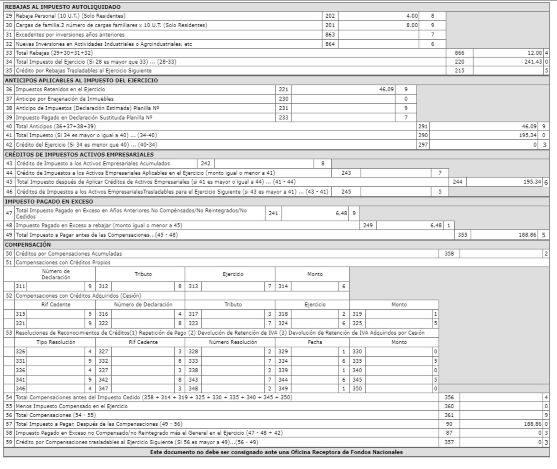 REBAJAS AL IMPUESTO AUTOLIQUIDADO
29 Rebaja Personal (10 U.T.) (Solo Residentes) 202 4,00 8
30 Cargas de familia.2 número de cargas familiares x 10 U.T. (Solo Residentes) 201 8,00 9
31 Excedentes por inversiones años anteriores 863 7
32 Nuevas Inversiones en Actividades Industriales o Agroindustriales, etc 864 6
33 Total Rebajas (29+30+31+32) 866 12,00 4
34 Total Impuesto del Ejercicio (Si 28 es mayor que 33) ... (28-33) 220 241,43 0
35 Crédito por Rebajas Trasladables al Ejercicio Siguiente 215 5
ANTICIPOS APLICABLES AL IMPUESTO DEL EJERCICIO
36 Impuestos Retenidos en el Ejercicio 221 46,09 9
37 Anticipo por Enajenación de Inmuebles 230 0
38 Anticipo de Impuestos (Declaración Estimada) Planilla Nº 231 9
39 Impuesto Pagado en Declaración Sustituida Planilla Nº 233 7
40 Total Anticipos (36+37+38+39) 291 46,09 9
41 Total Impuesto (Si 34 es mayor o igual a 40) ... (34-40) 290 195,34 0
42 Crédito del Ejercicio (Si 34 es menor que 40) ... (40-34) 297 0 3
CRÉDITOS DE IMPUESTOS ACTIVOS EMPRESARIALES
43 Crédito de Impuesto a los Activos Empresariales Acumulados 242 8
44 Crédito de Impuestos a los Activos Empresariales Aplicables en el Ejercicio (monto igual o menor a 41) 243 7
45 Total Impuesto después de Aplicar Créditos de Activos Empresariales (si 41 es mayor o igual a 44) ... (41 - 44) 244 195,34 6
46 Créditos de Impuestos a los Activos EmpresarialesTrasladables para el Ejercicio Siguiente (si 43 es mayor a 41) ... (43 - 41) 245 5
IMPUESTO PAGADO EN EXCESO
47 Total Impuesto Pagado en Exceso en Años Anteriores No Compensados/No Reintegrados/No Cedidos 241 6,48 9
48 Impuesto Pagado en Exceso a rebajar (monto igual o menor a 45) 249 6,48 1
49 Total Impuesto a Pagar antes de las Compensaciones...(45 - 48) 355 188,86 5
COMPENSACIÓN
50 Créditos por Compensaciones Acumuladas 358 2
51 Compensaciones con Créditos Propios
Número de Declaración Tributo Ejercicio Monto
311 9 312 8 313 7 314 6
52 Compensaciones con Créditos Adquiridos (Cesión)
Rif Cedente Número de Declaración Tributo Ejercicio Monto
315 5 316 4 317 3 318 2 319 1
321 9 322 8 323 7 324 6 325 5
53 Resoluciones de Reconocimientos de Créditos(1) Repetición de Pago (2) Devolución de Retención de IVA (3) Devolución de Retención de IVA Adquiridos por Cesión
Tipo Resolución Rif Cedente Número Resolución Fecha Monto
326 4 327 3 328 2 329 1 330 0
331 9 332 8 333 7 334 6 335 5
336 4 337 3 338 2 339 1 340 0
341 9 342 8 343 7 344 6 345 5
346 4 347 3 348 2 349 1 350 0
54 Total Compensaciones antes del Impuesto Cedido (358 + 314 + 319 + 325 + 330 + 335 + 340 + 345 + 350) 356 4
55 Menos Impuesto Compensado en el Ejercicio 360 0
56 Total Compensaciones (54 - 55) 361 9
57 Total Impuesto a Pagar, Después de Las Compensaciones (49 - 56) 90 188,86 0
58 Impuesto Pagado en Exceso no Compensado/no Reintegrado más el General en el Ejercicio (47 - 48 + 42) 87 0 3
59 Crédito por Compensaciones trasladables al Ejercicio Siguiente (Si 56 es mayor a 49)...(56 - 49) 357 0 3
Este documento no debe ser consignado ante una Oficina Receptora de Fondos Nacionales